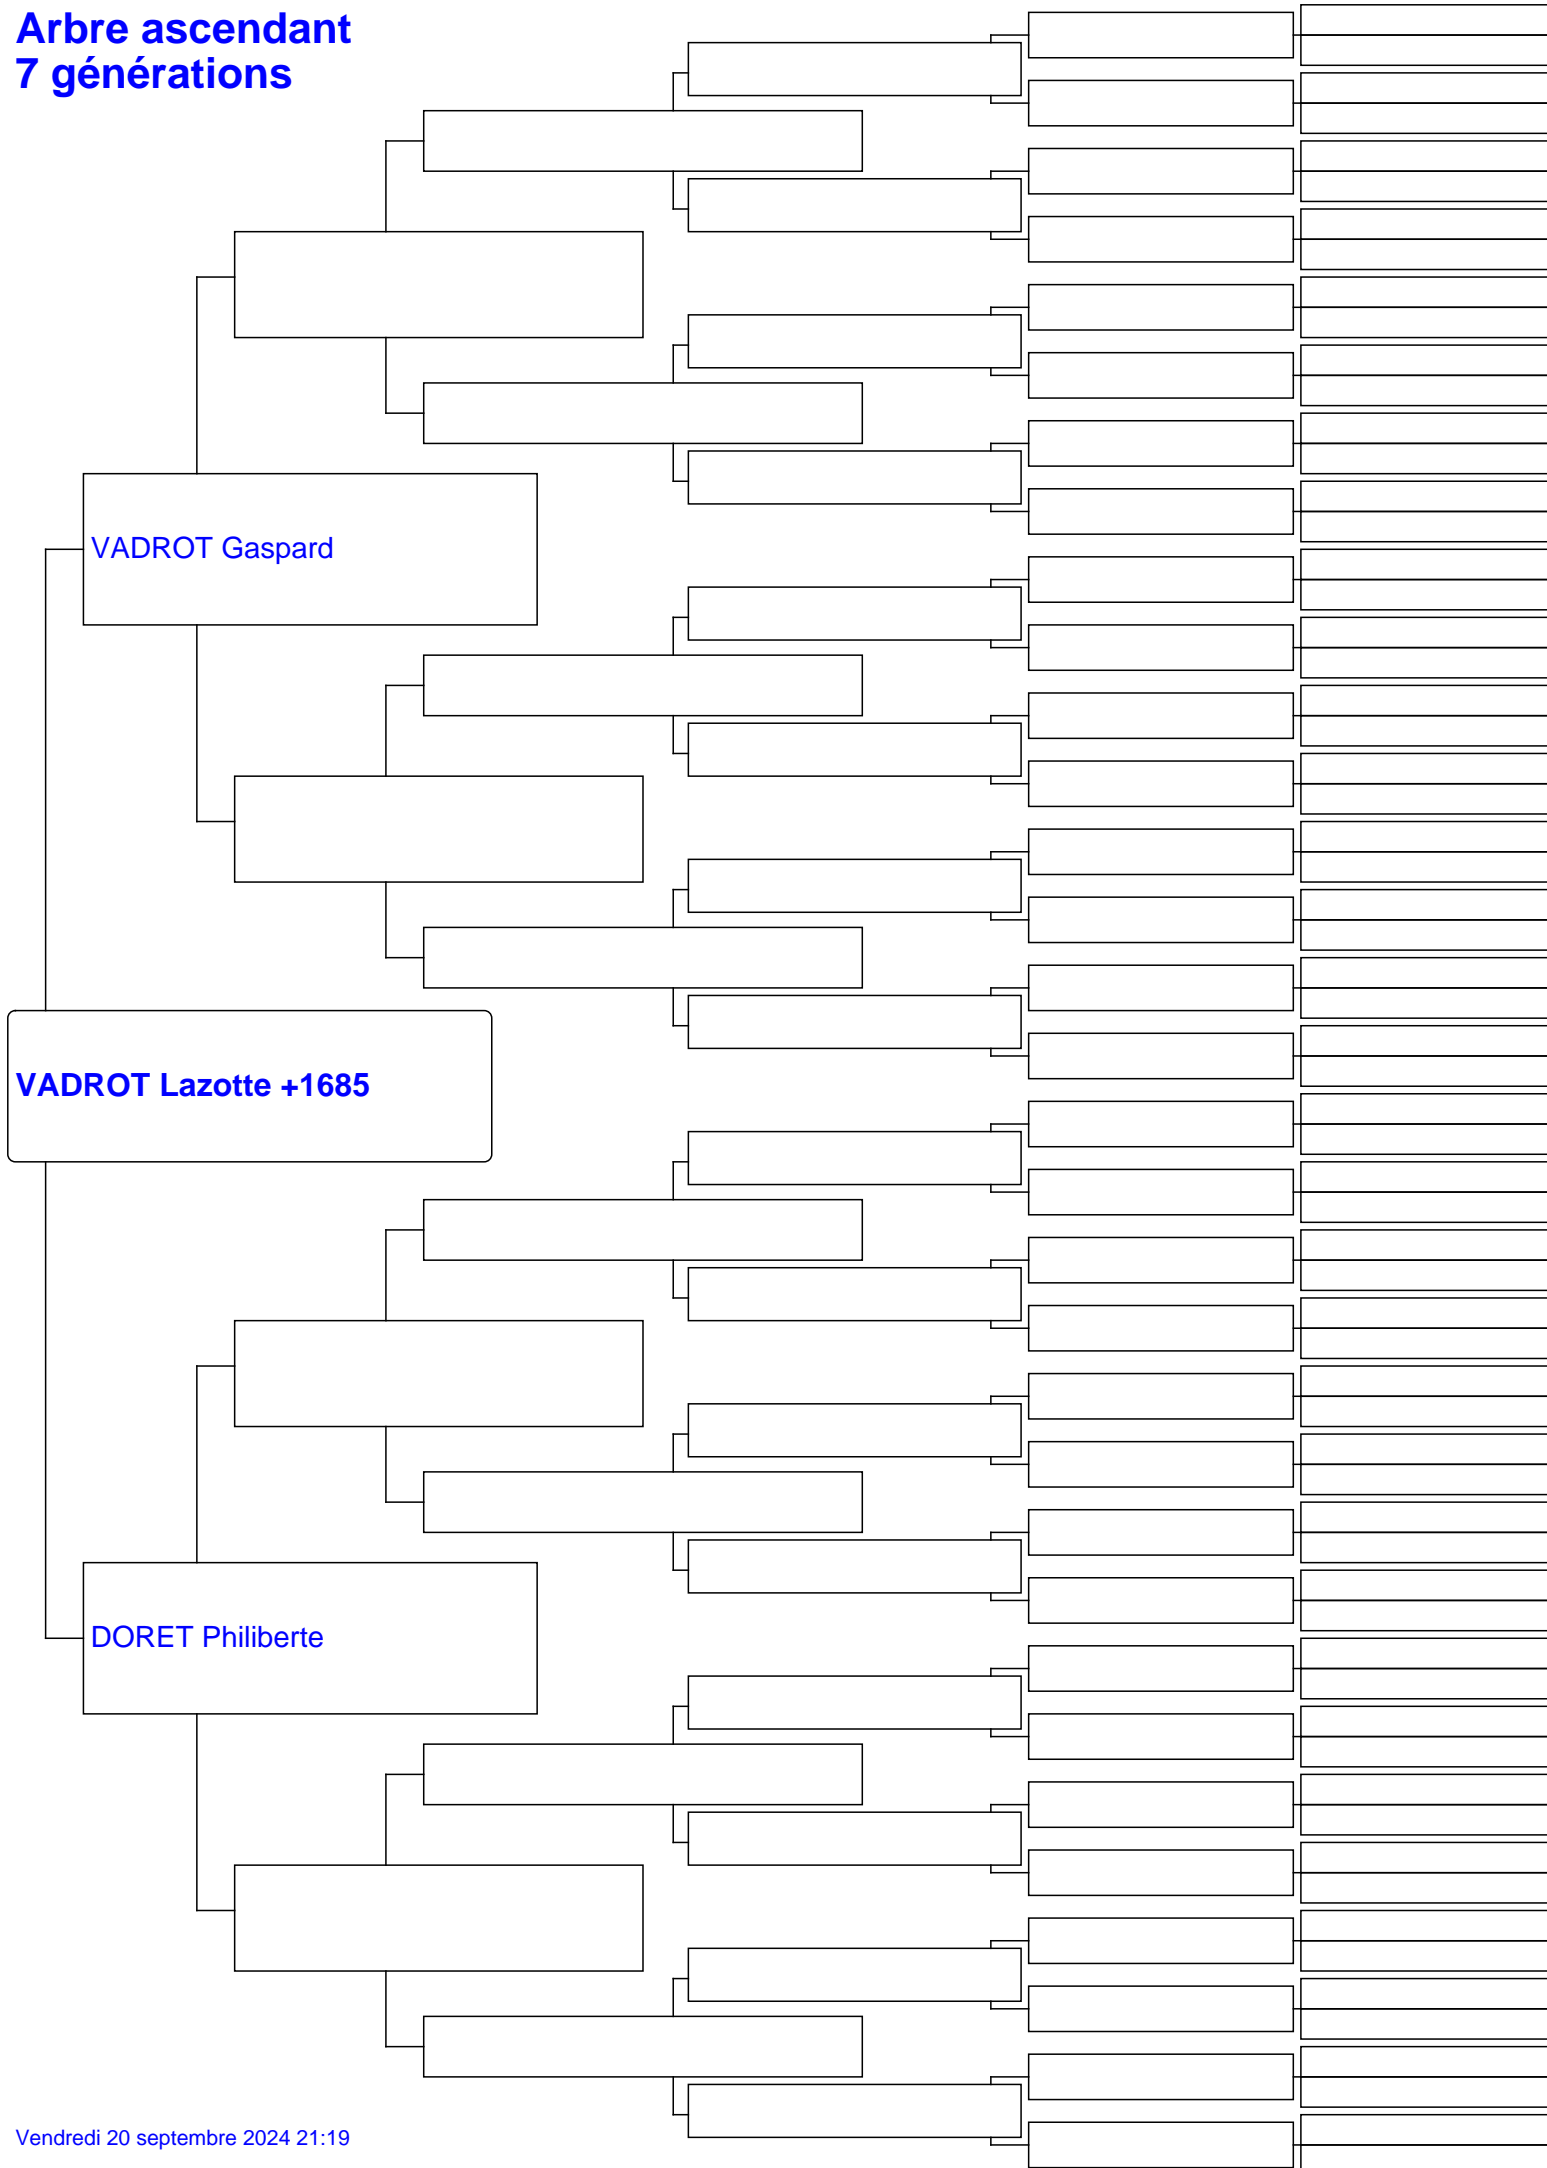 Arbre ascendant
7 générations
VADROT Gaspard
VADROT Lazotte +1685
DORET Philiberte
Vendredi 20 septembre 2024 21:19